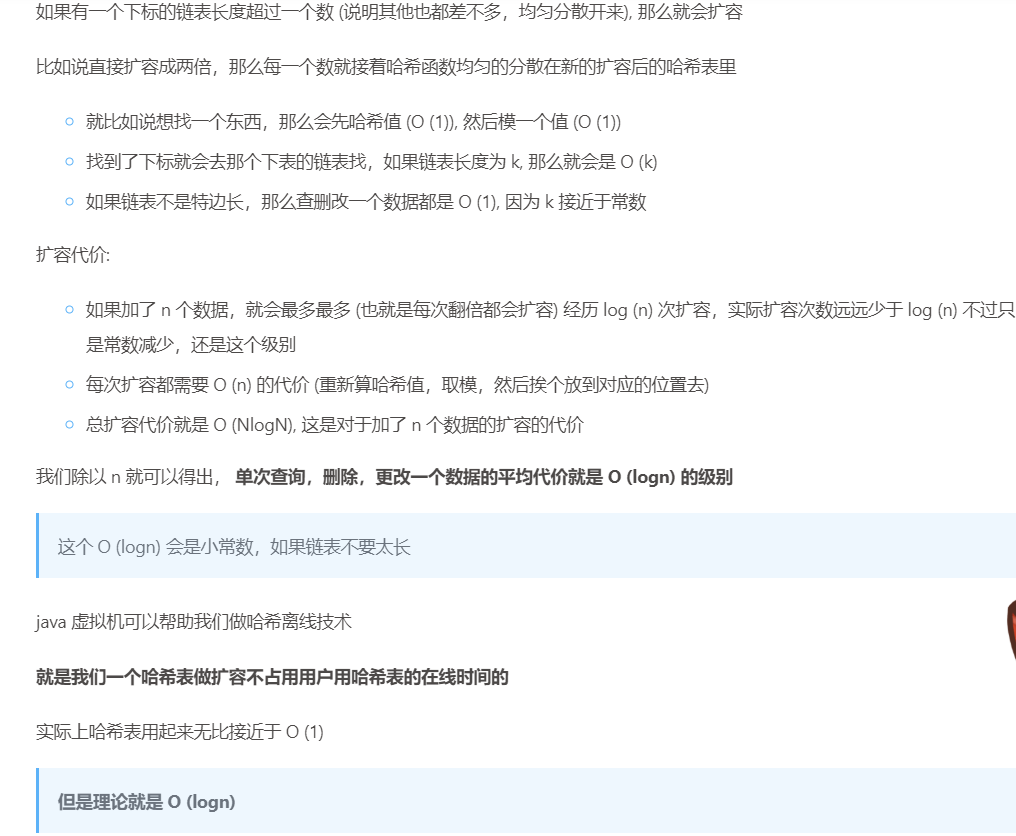 如果有一个下标的链表长度超过一个数 (说明其他也都差不多，均匀分散开来), 那么就会扩容
比如说直接扩容成两倍，那么每一个数就接着哈希函数均匀的分散在新的扩容后的哈希表里
就比如说想找一个东西，那么会先哈希值 (O (1)), 然后模一个值 (O (1))
找到了下标就会去那个下表的链表找，如果链表长度为 k, 那么就会是 O (k)
如果链表不是特边长，那么查删改一个数据都是 O (1), 因为 k 接近于常数
扩容代价:
如果加了 n 个数据，就会最多最多 (也就是每次翻倍都会扩容) 经历 log (n) 次扩容，实际扩容次数远远少于 log (n) 不过只
是常数减少，还是这个级别
每次扩容都需要 O (n) 的代价 (重新算哈希值，取模，然后挨个放到对应的位置去)
总扩容代价就是 O (NlogN), 这是对于加了 n 个数据的扩容的代价
我们除以 n 就可以得出， 单次查询，删除，更改一个数据的平均代价就是 O (logn) 的级别
这个 O (logn) 会是小常数，如果链表不要太长
java 虚拟机可以帮助我们做哈希离线技术
就是我们一个哈希表做扩容不占用用户用哈希表的在线时间的
实际上哈希表用起来无比接近于 O (1)
但是理论就是 O (logn)